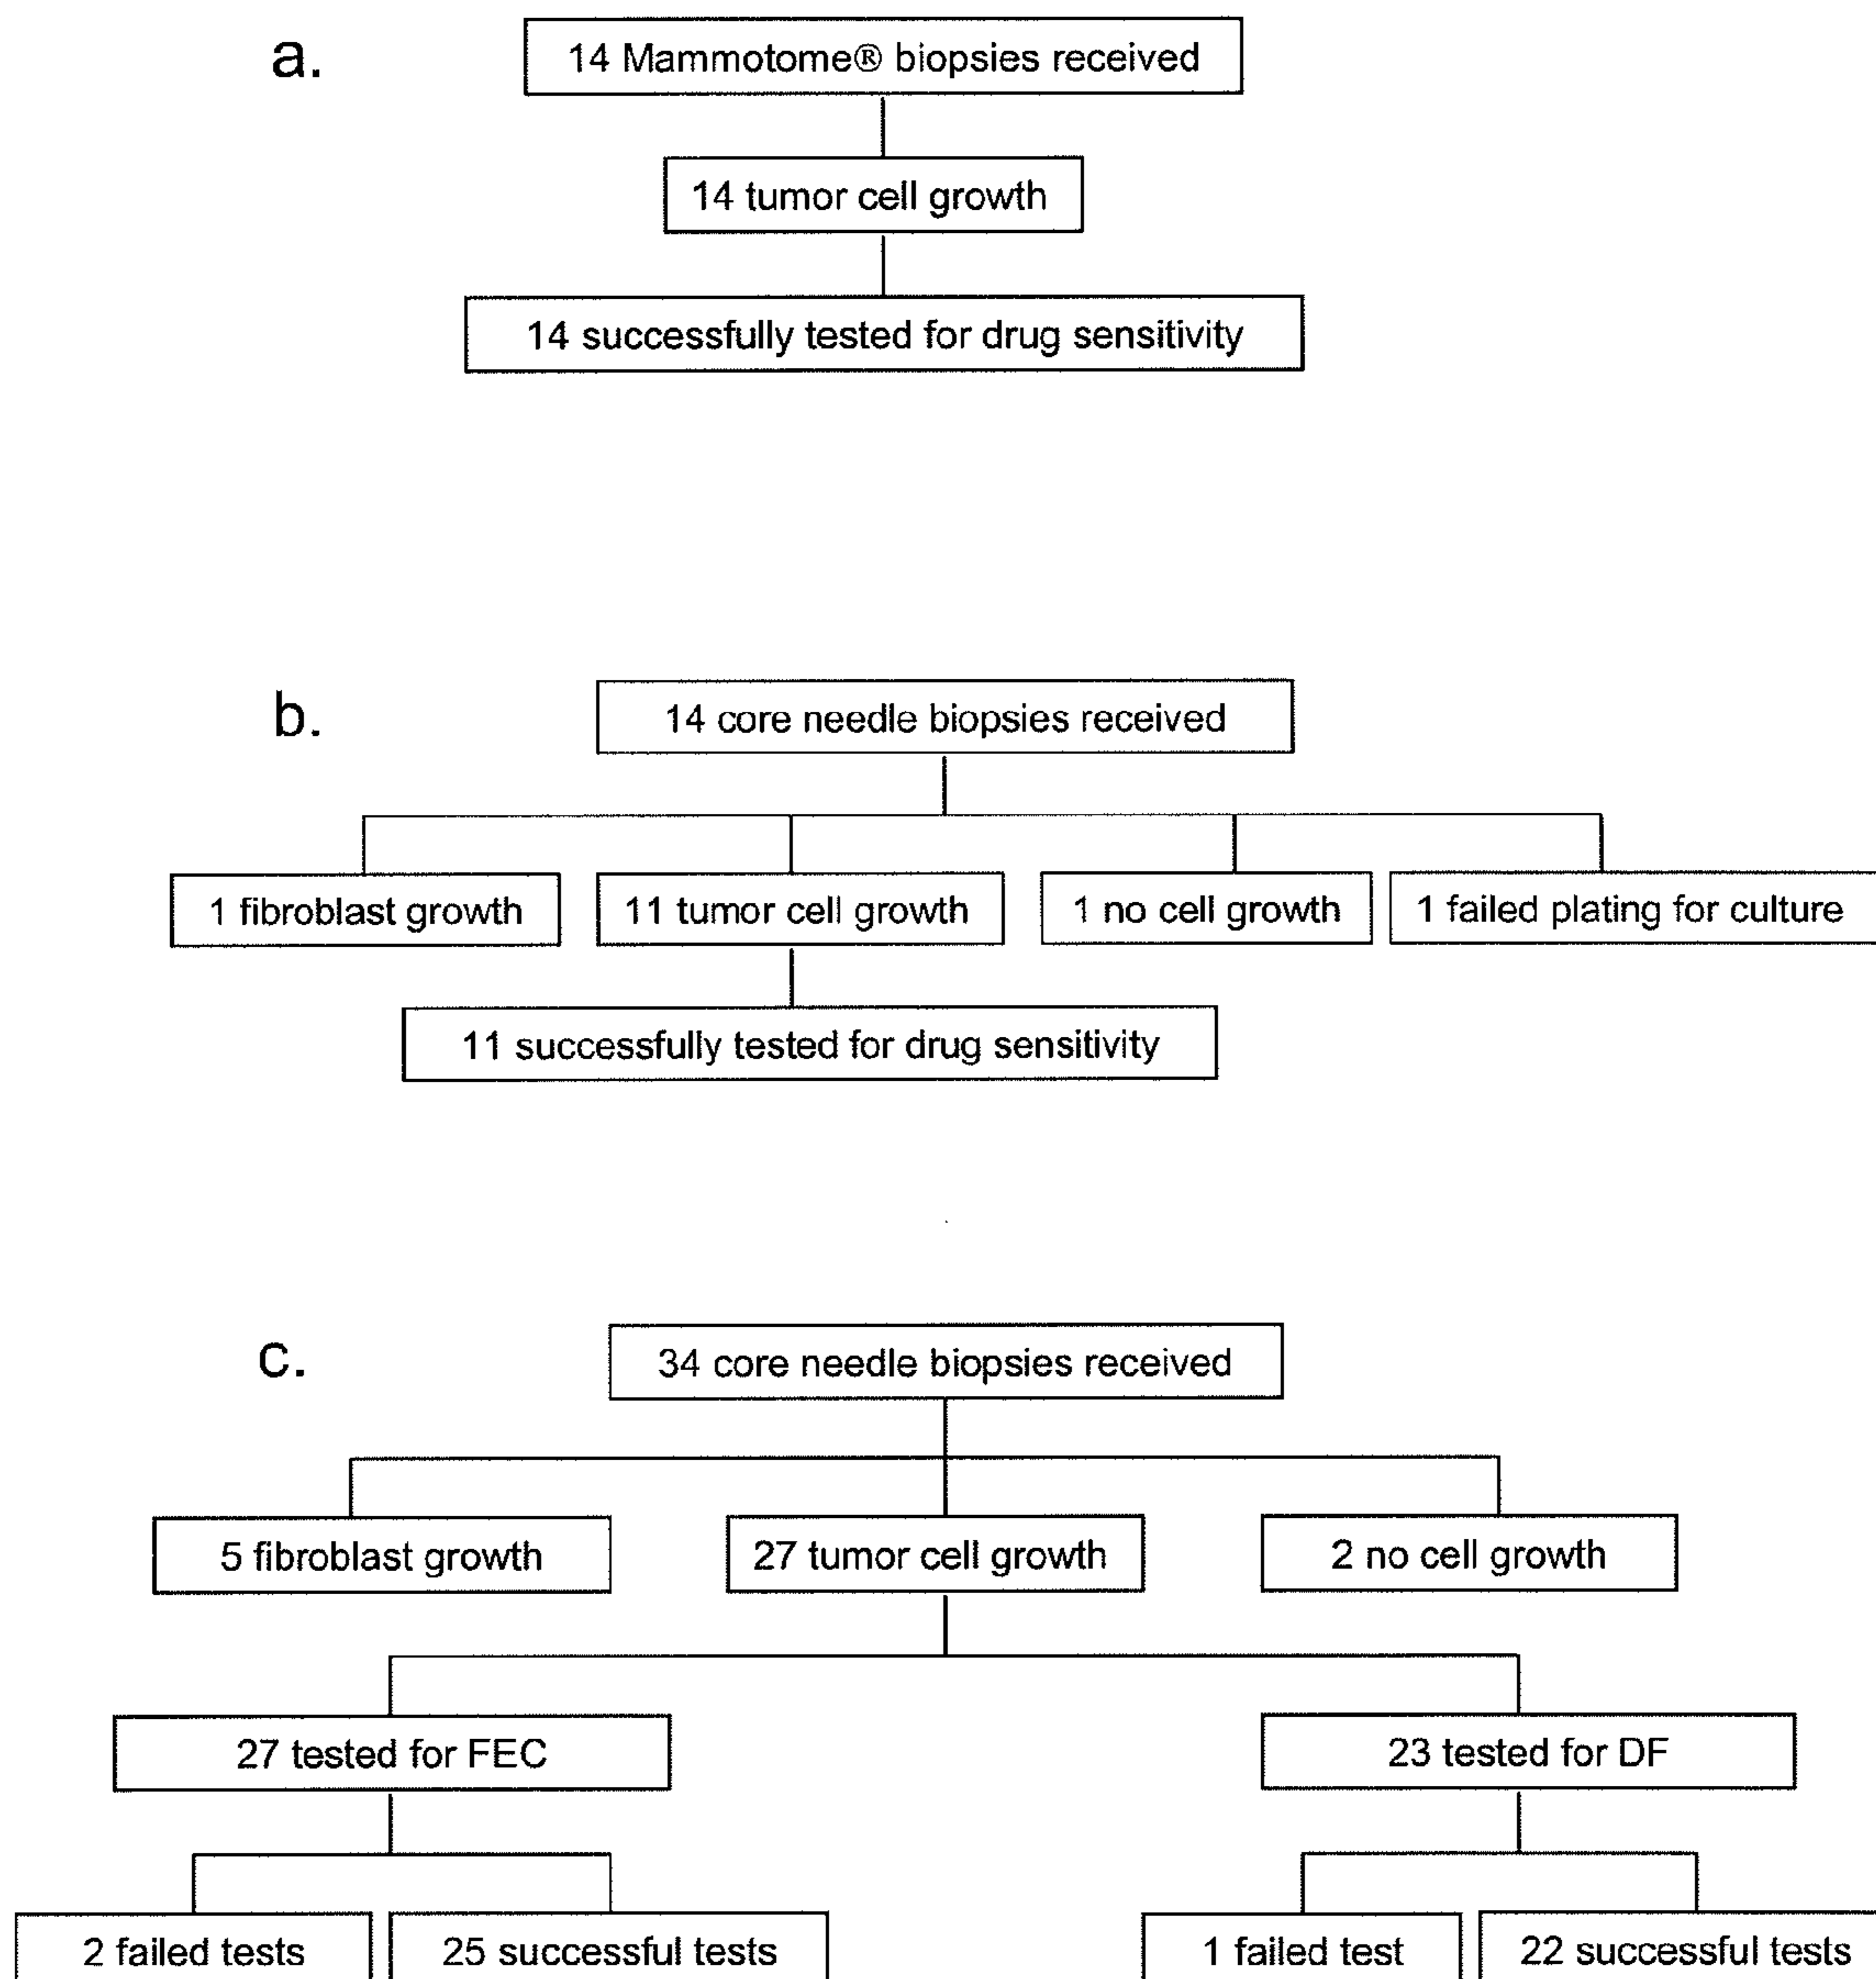 a.
14 Mammotome® biopsies received
14 tumor cell growth
14 successfully tested for drug sensitivity
b.
14 core needle biopsies received
1 fibroblast growth
11 tumor cell growth
1 no cell growth
1 failed plating for culture
11 successfully tested for drug sensitivity
c.
34 core needle biopsies received
5 fibroblast growth
27 tumor cell growth
2 no cell growth
27 tested for FEC
23 tested for DF
2 failed tests
25 successful tests
1 failed test
22 successful tests